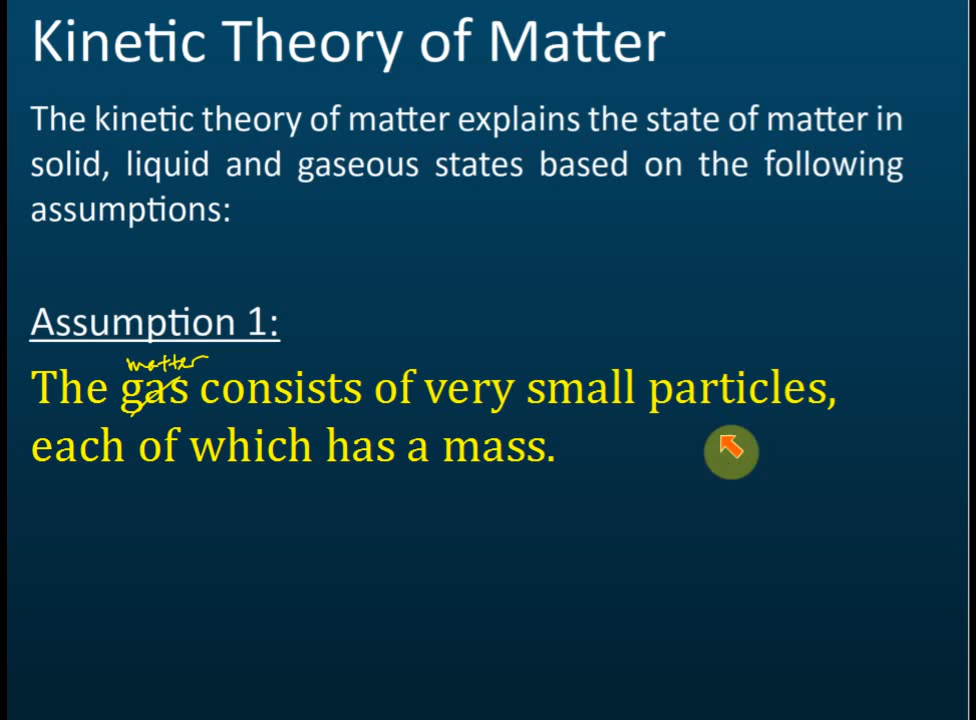 Kinetic Theory of Matter
The kinetic theory of matter explains the state of matter in
solid, liquid and gaseous states based on the following
assumptions:
Assumption 1:
matter
The gas consists of very small particles,
each of which has a mass.